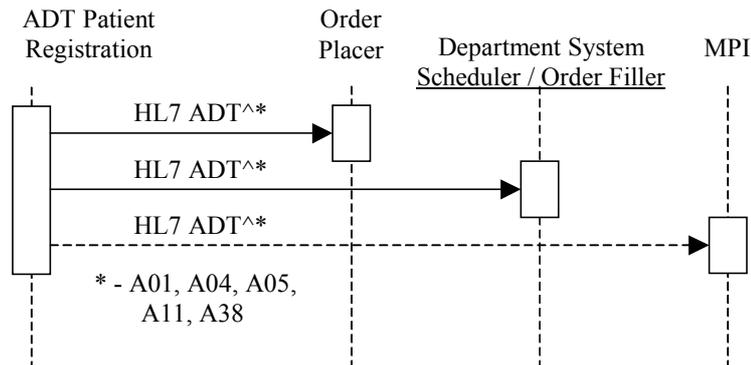 ADT Patient
Registration
Order
Placer
Department System
Scheduler / Order Filler
MPI
HL7 ADT^*
HL7 ADT^*
HL7 ADT^*
* - A01, A04, A05,
A11, A38